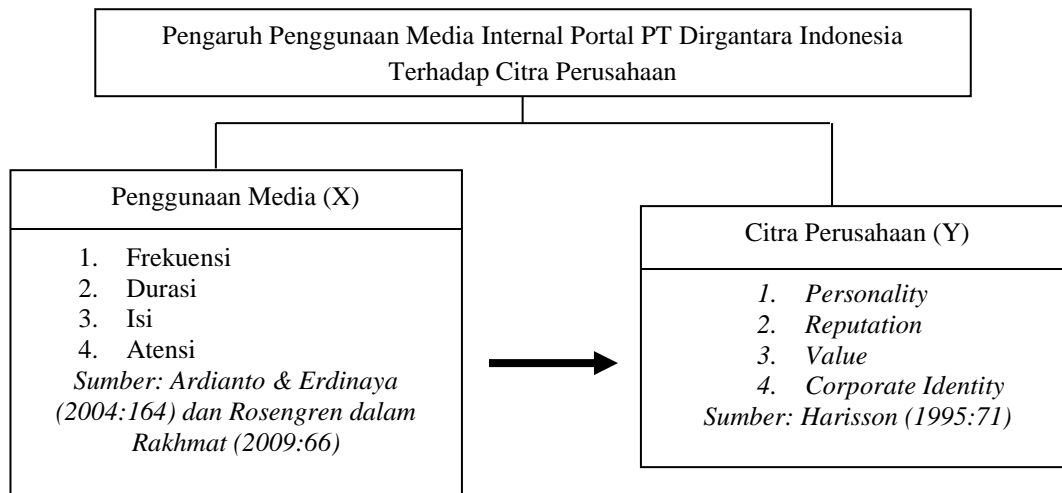 Pengaruh Penggunaan Media Internal Portal PT Dirgantara Indonesia
Terhadap Citra Perusahaan
Penggunaan Media (X)
1. Frekuensi
2. Durasi
3. Isi
4. Atensi
Sumber: Ardianto & Erdinaya
(2004:164) dan Rosengren dalam
Rakhmat (2009:66)
Citra Perusahaan (Y)
1. Personality
2. Reputation
3. Value
4. Corporate Identity
Sumber: Harisson (1995:71)